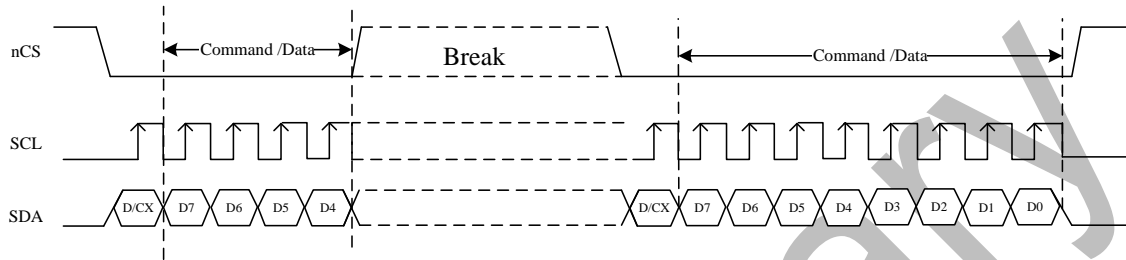 nCS
Command /Data
Break
Command /Data
SCL
SDA
D/CX D7 D6 D5 D4
D/CX D7 D6 D5 D4 D3 D2 D1 D0
ary